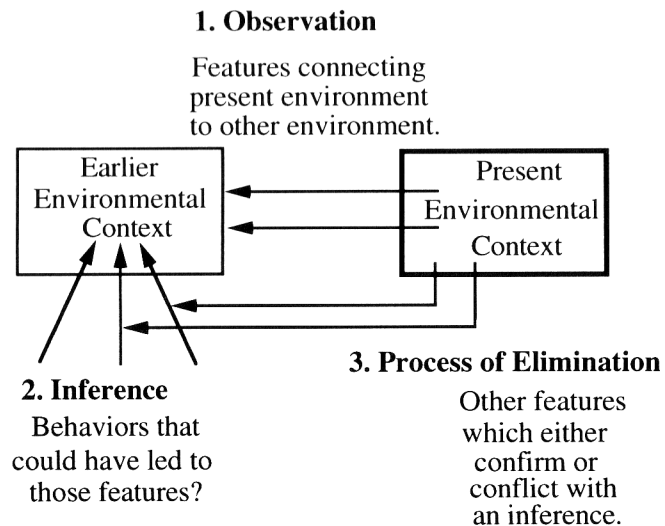 1. Observation
Features connecting
present environment
to other environment.
Earlier
Environmental
Context
Present
Environmental
Context
2. Inference
Behaviors that
could have led to
those features?
3. Process of Elimination
Other features
which either
confirm or
conflict with
an inference.